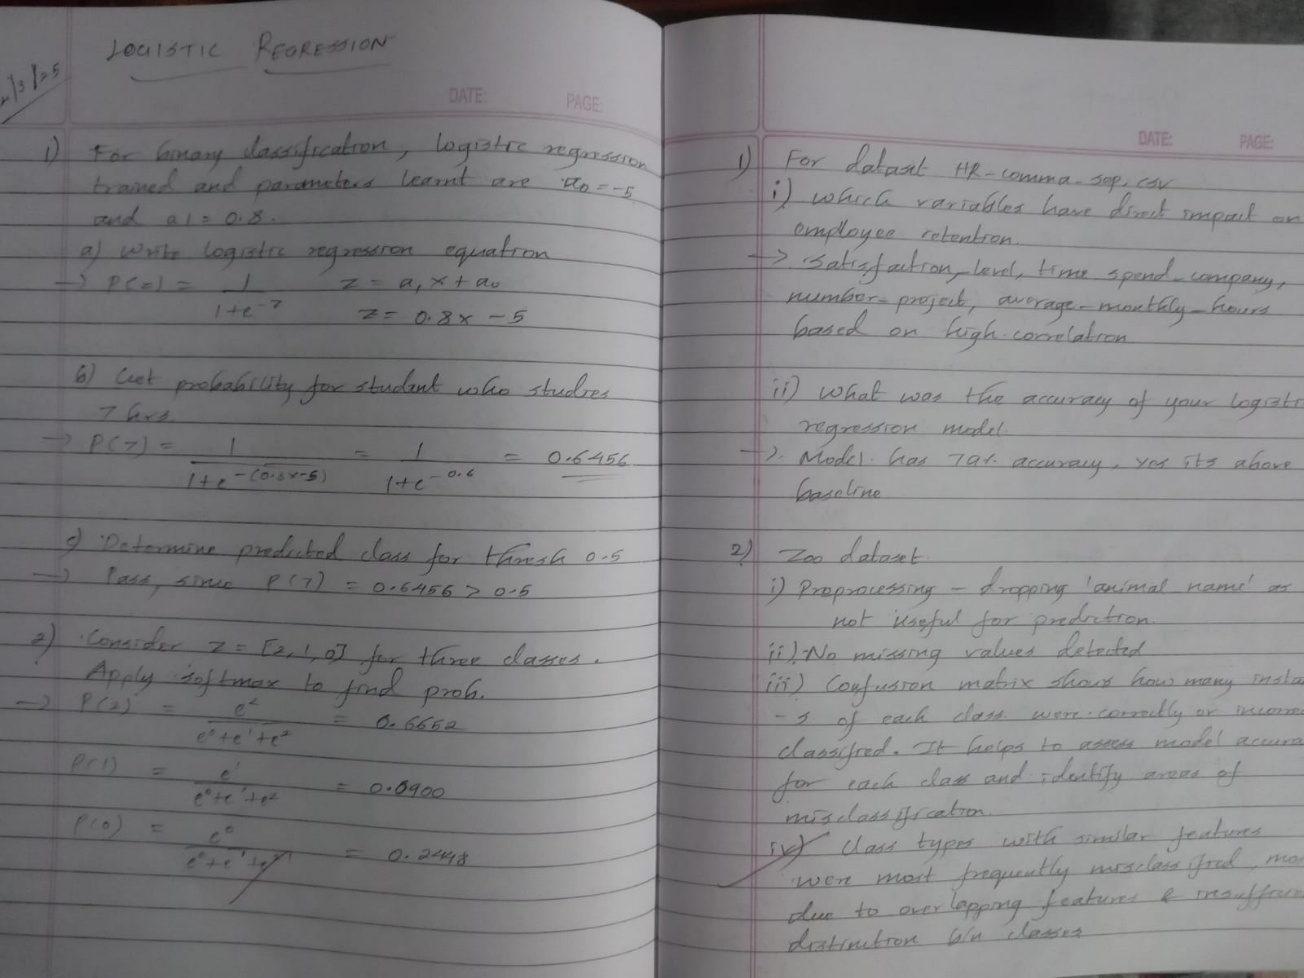 LOGISTIC REGRESSION
DATE: PAGE:
1) For binary classification, logistic regression
trained and parameters learnt are a0 = -5
and a1 = 0.8.
a) Write logistic regression equation
-> P(x) = 1 / 1+e^-z z = a1x + a0
z = 0.8x - 5
b) Get probability for student who studies
7 hrs.
-> P(7) = 1 / 1+e^-(0.8x-5) = 1 / 1+e^-0.6 = 0.6456
c) Determine predicted class for thresh 0.5
-> Pass, since P(7) = 0.6456 > 0.5
2) Consider z = [2,1,0] for three classes.
Apply softmax to find prob.
-> P(2) = e^2 / e^0+e^1+e^2 = 0.6652
P(1) = e^1 / e^0+e^1+e^2 = 0.0900
P(0) = e^0 / e^0+e^1+e^2 = 0.2448
DATE: PAGE:
1) For dataset HR-comma-sep.csv
i) which variables have direct impact on
employee retention.
-> satisfaction_level, time spend_company,
number_project, average_monthly_hours
based on high correlation
ii) what was the accuracy of your
regression model
-> Model has 79% accuracy, yes its above
baseline
2) Zoo dataset.
i) Preprocessing - dropping 'animal name' as
not useful for prediction.
ii) No missing values detected
iii) Confusion matrix shows how many
-s of each class were correctly or
classified. It helps to assess model
for each class and identify areas of
misclassification.
iv) Class types with similar features
were most frequently misclassified,
due to overlapping features &
distinction b/n classes